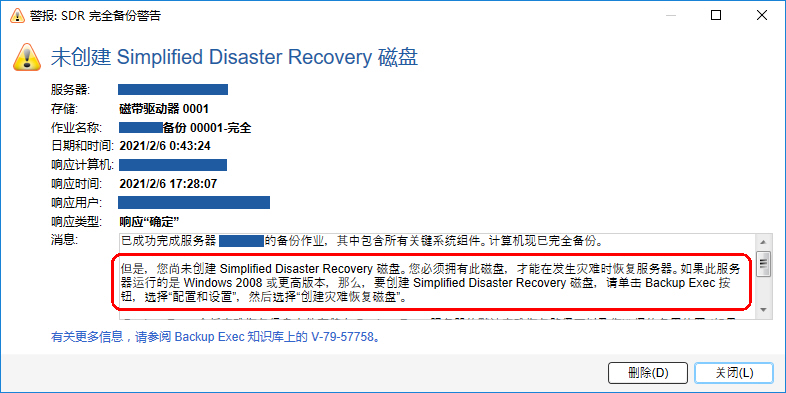 警报: SDR 完全备份警告
未创建 Simplified Disaster Recovery 磁盘
服务器:
存储: 磁带驱动器 0001
作业名称: 备份 00001-完全
日期和时间: 2021/2/6 0:43:24
响应计算机:
响应时间: 2021/2/6 17:28:07
响应用户:
响应类型: 响应“确定”
消息: 已成功完成服务器 的备份作业，其中包含所有关键系统组件。计算机现已完全备份。
但是，您尚未创建 Simplified Disaster Recovery 磁盘。您必须拥有此磁盘，才能在发生灾难时恢复服务器。如果此服务
器运行的是 Windows 2008 或更高版本，那么，要创建 Simplified Disaster Recovery 磁盘，请单击 Backup Exec 按
钮，选择“配置和设置”，然后选择“创建灾难恢复磁盘”。
有关更多信息，请参阅 Backup Exec 知识库上的 V-79-57758。
删除(D) 关闭(L)